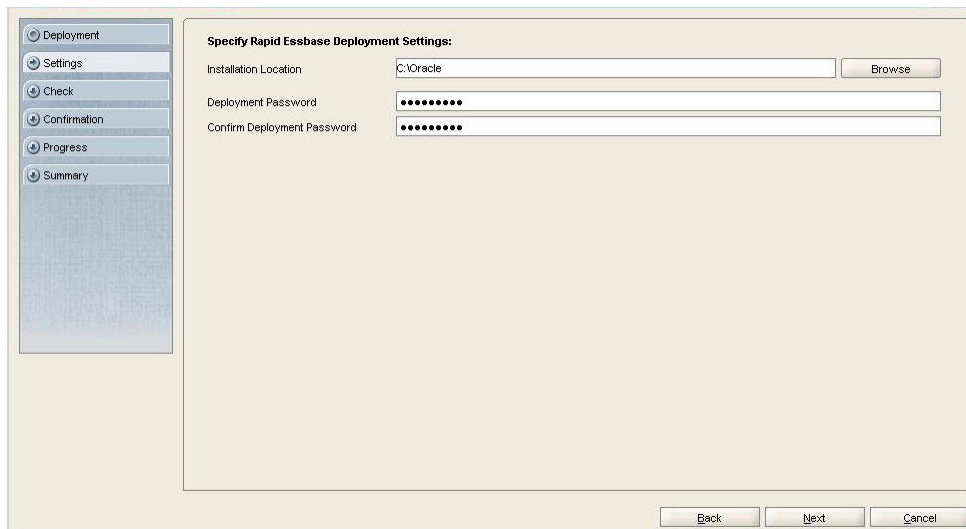 Deployment
Settings
Check
Confirmation
Progress
Summary
Specify Rapid Essbase Deployment Settings:
Installation Location C:\Oracle Browse
Deployment Password ●●●●●●●●●
Confirm Deployment Password ●●●●●●●●●
Back Next Cancel